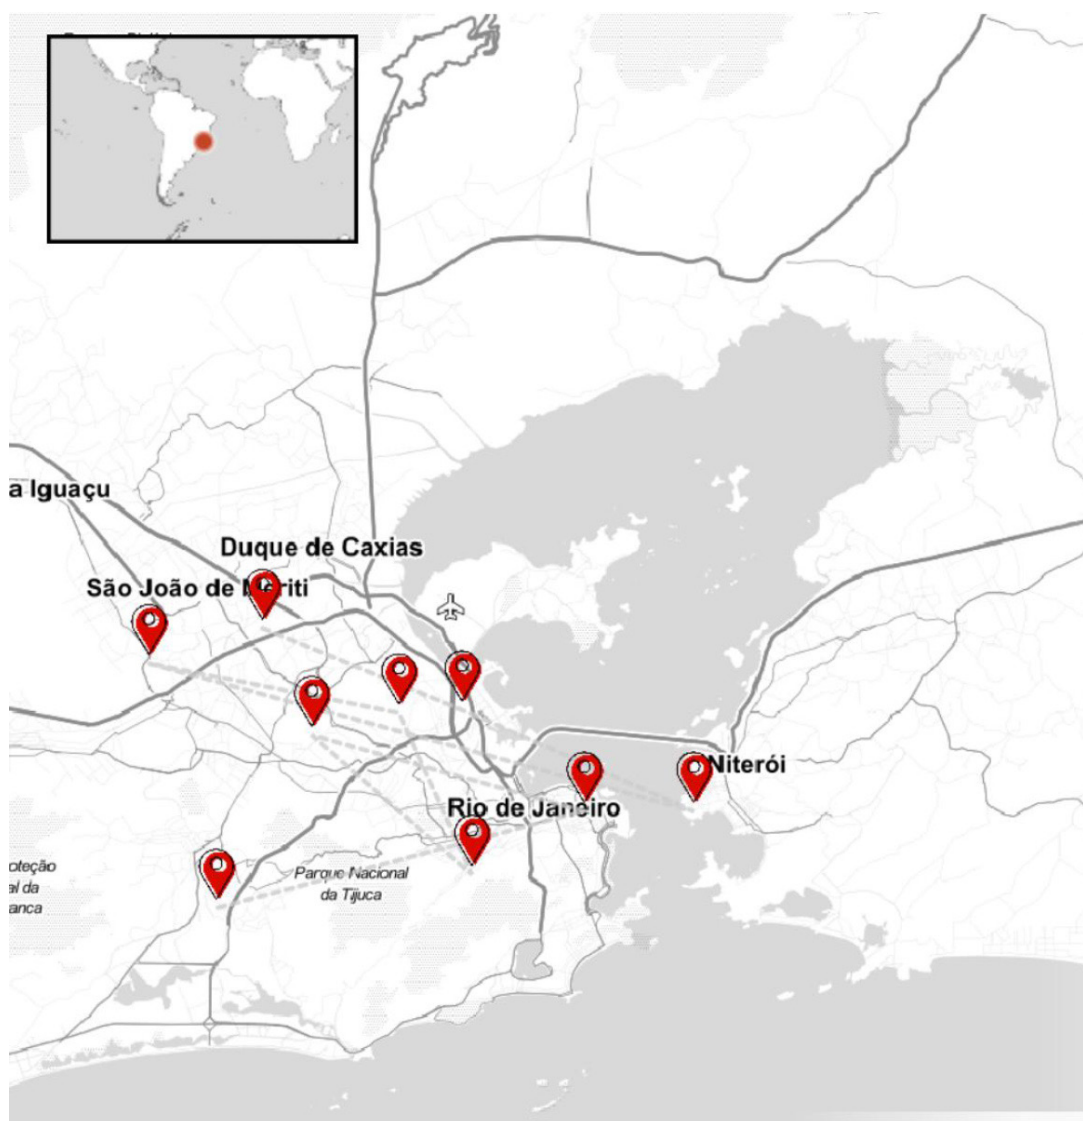 a Iguaçu
Duque de Caxias
São João de Meriti
Niterói
Rio de Janeiro
oteção
al da
anca
Parque Nacional
da Tijuca